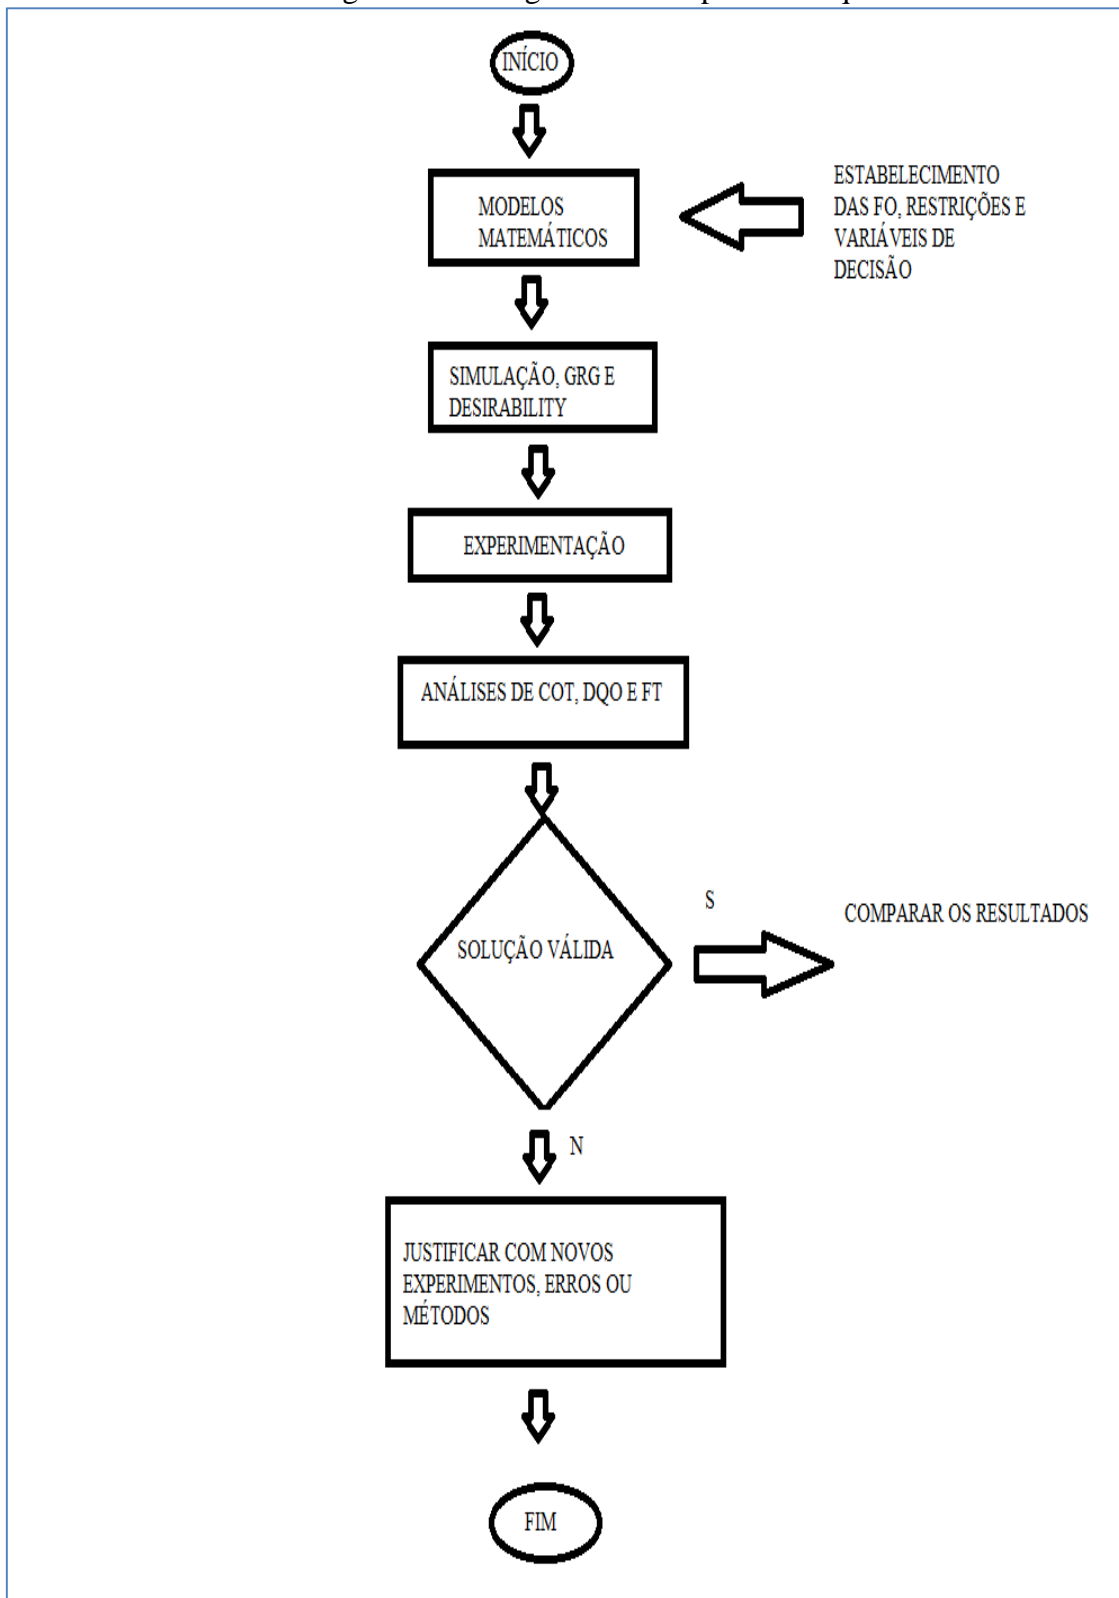 INÍCIO
MODELOS
MATEMÁTICOS
ESTABELECIMENTO
DAS FO, RESTRIÇÕES E
VARIÁVEIS DE
DECISÃO
SIMULAÇÃO, GRG E
DESIRABILITY
EXPERIMENTAÇÃO
ANÁLISES DE COT, DQO E FT
SOLUÇÃO VÁLIDA
S
COMPARAR OS RESULTADOS
N
JUSTIFICAR COM NOVOS
EXPERIMENTOS, ERROS OU
MÉTODOS
FIM